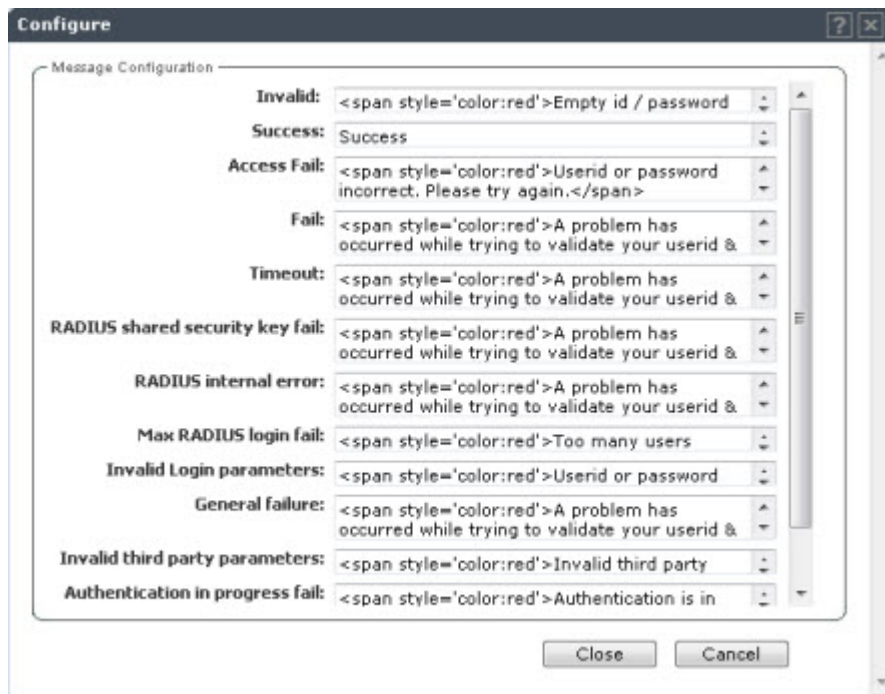 Configure
? x
Message Configuration
Invalid: <span style='color:red'>Empty id / password
Success: Success
Access Fail: <span style='color:red'>Userid or password
incorrect. Please try again.</span>
Fail: <span style='color:red'>A problem has
occurred while trying to validate your userid &
Timeout: <span style='color:red'>A problem has
occurred while trying to validate your userid &
RADIUS shared security key fail: <span style='color:red'>A problem has
occurred while trying to validate your userid &
RADIUS internal error: <span style='color:red'>A problem has
occurred while trying to validate your userid &
Max RADIUS login fail: <span style='color:red'>Too many users
Invalid Login parameters: <span style='color:red'>Userid or password
General failure: <span style='color:red'>A problem has
occurred while trying to validate your userid &
Invalid third party parameters: <span style='color:red'>Invalid third party
Authentication in progress fail: <span style='color:red'>Authentication is in
Close Cancel